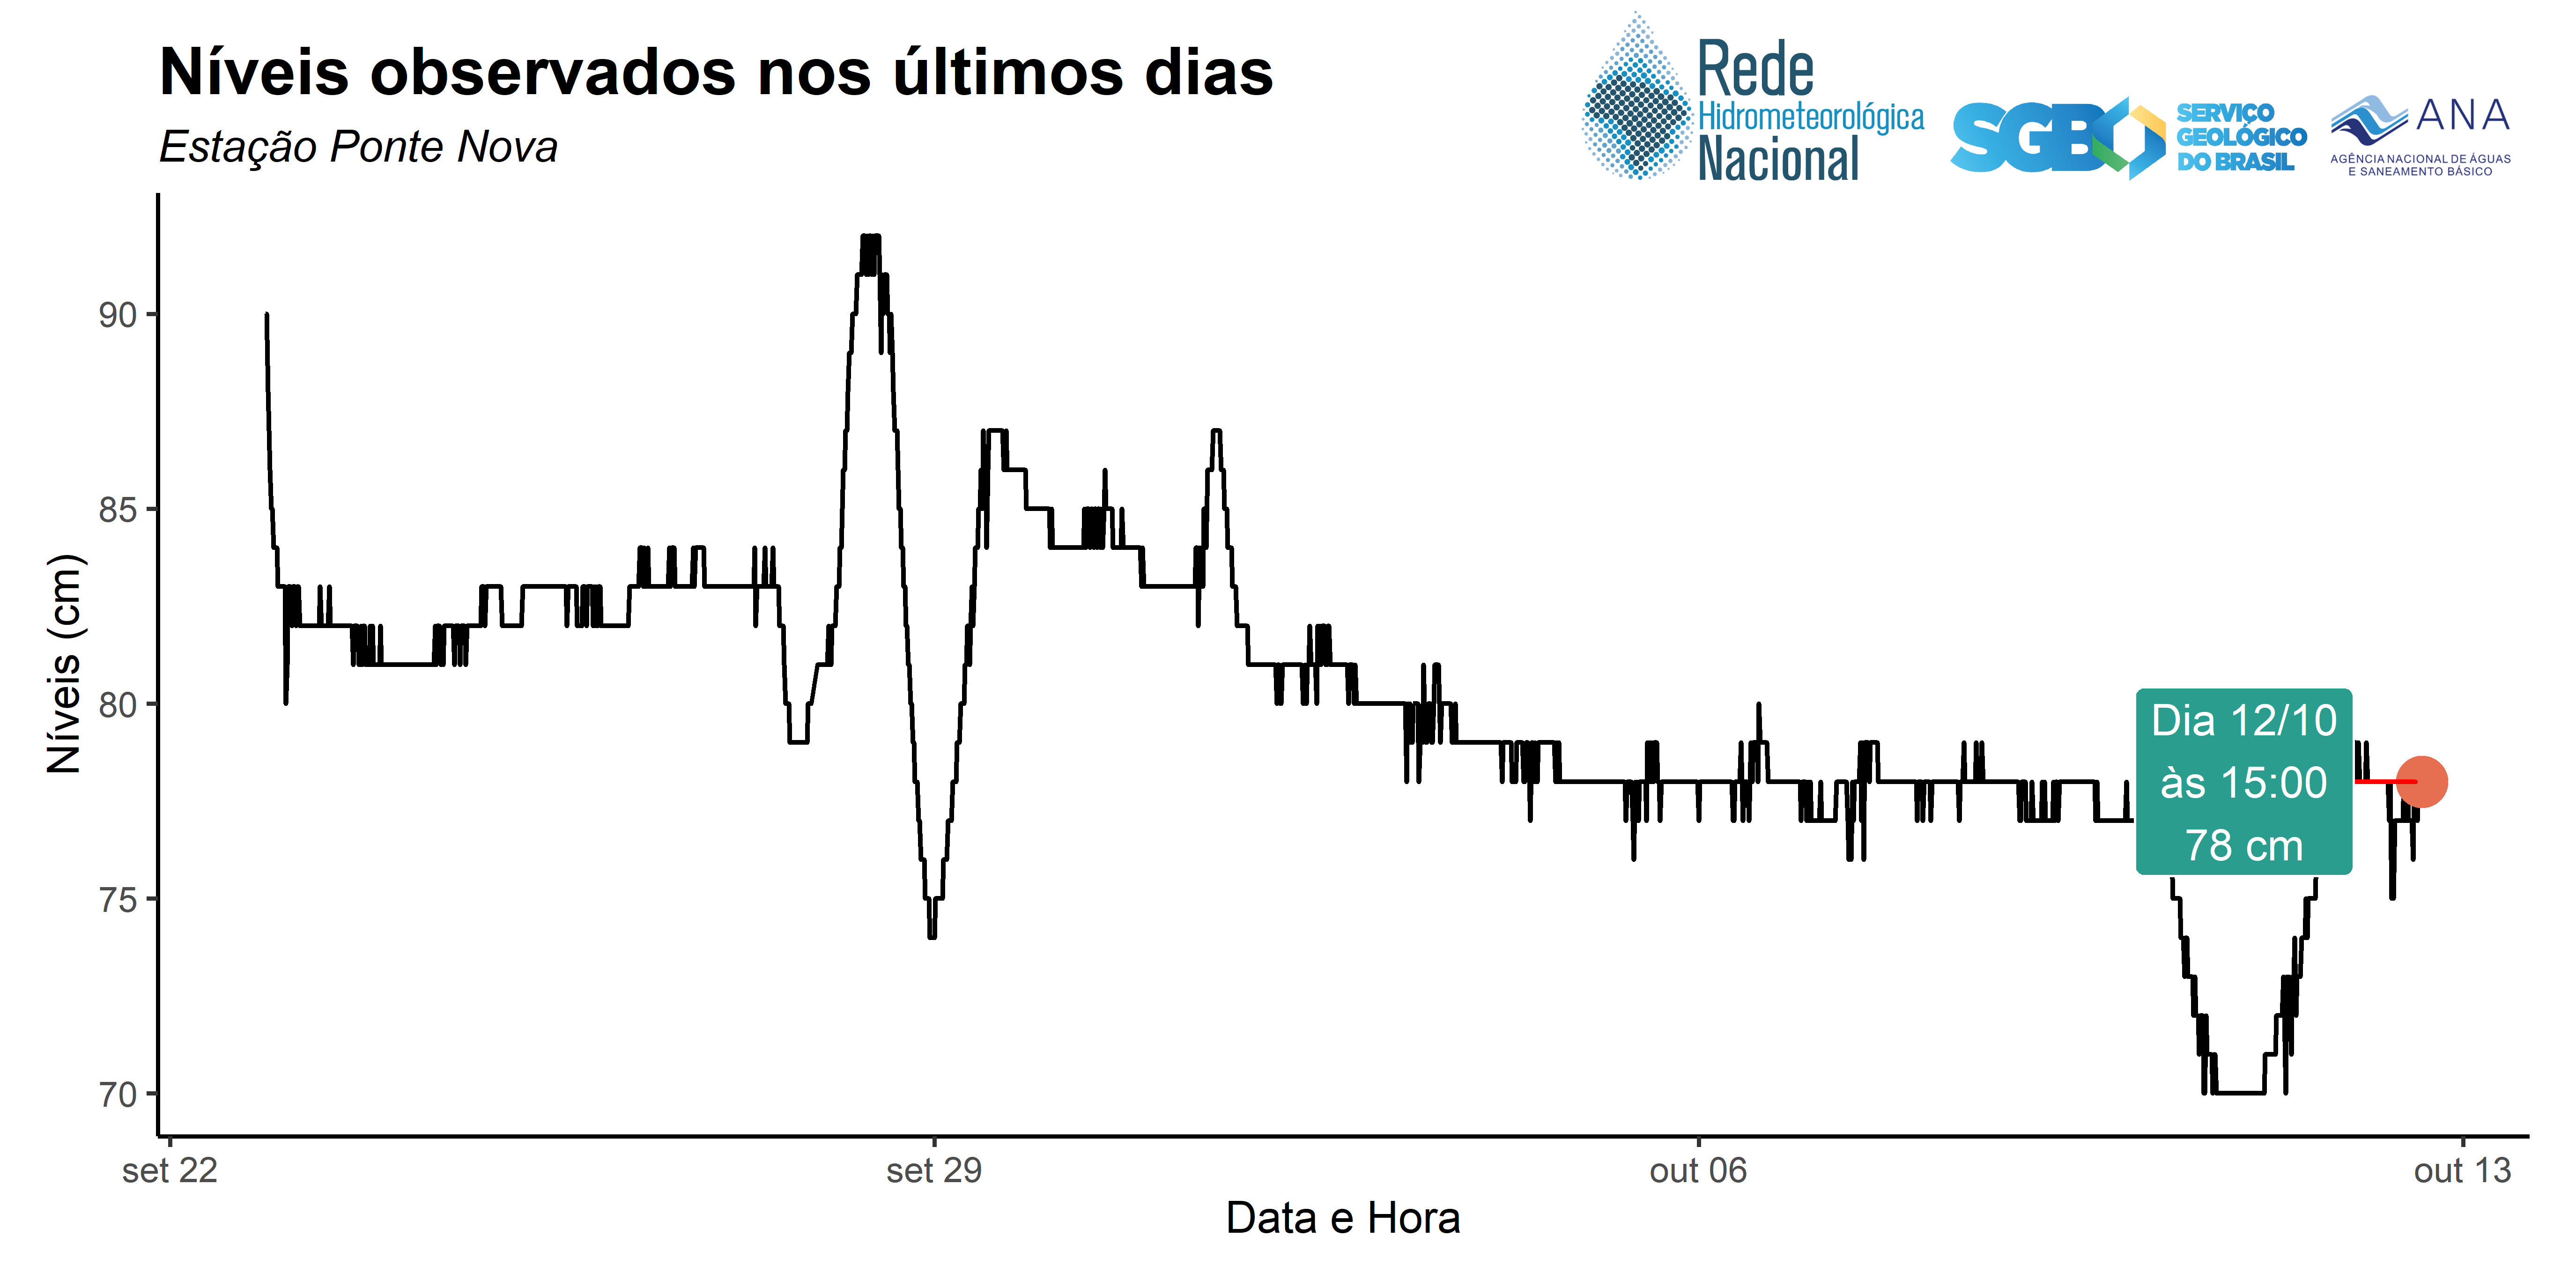 Níveis observados nos últimos dias
Estação Ponte Nova
Rede
Hidrometeorológica
Nacional
SGB
SERVIÇO
GEOLÓGICO
DO BRASIL
ANA
AGÊNCIA NACIONAL DE ÁGUAS
E SANEAMENTO BÁSICO
Níveis (cm)
90
85
80
75
70
Dia 12/10
às 15:00
78 cm
set 22
set 29
out 06
out 13
Data e Hora